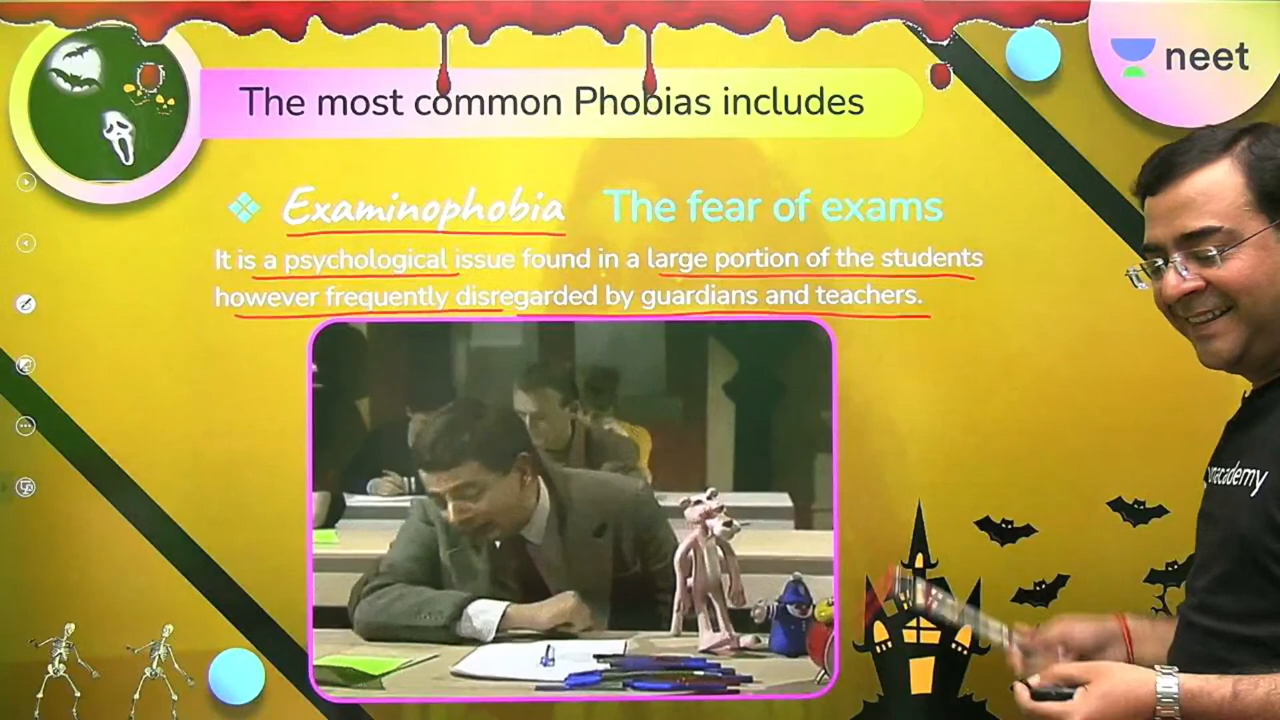 The most common Phobias includes
neet
Examinophobia The fear of exams
It is a psychological issue found in a large portion of the students
however frequently disregarded by guardians and teachers.
unacademy